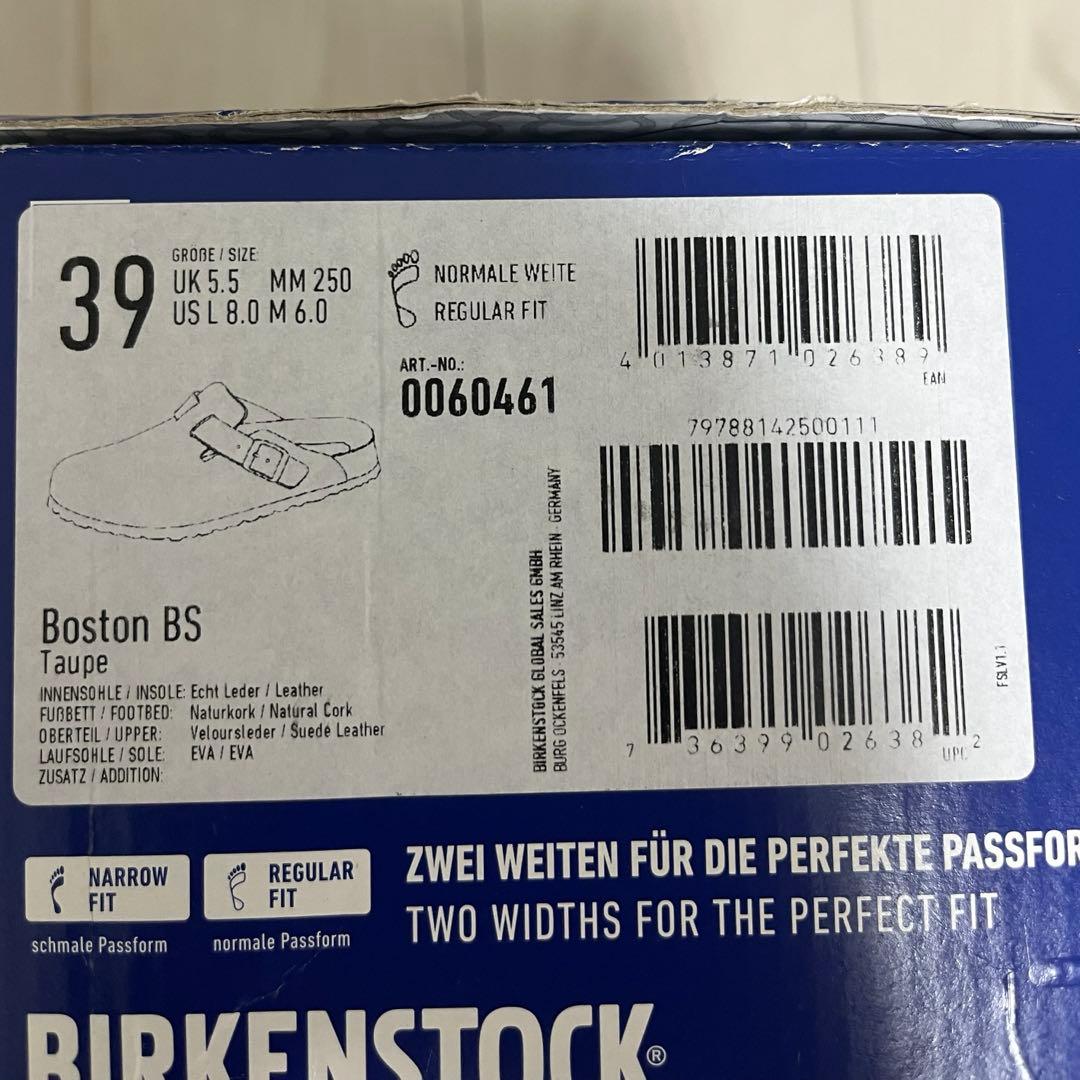 39
GRÖßE / SIZE
UK 5.5 MM 250
US L 8.0 M 6.0
NORMALE WEITE
REGULAR FIT
ART.-NO.:
0060461
4 013871 026389
EAN
79788142500111
Boston BS
Taupe
INNENSOHLE / INSOLE: Echt Leder / Leather
FUßBETT / FOOTBED: Naturkork / Natural Cork
OBERTEIL / UPPER: Veloursleder / Suede Leather
LAUFSOHLE / SOLE: EVA / EVA
ZUSATZ / ADDITION:
BIRKENSTOCK GLOBAL SALES GMBH
BURG OCKENFELS · 53545 LINZ AM RHEIN · GERMANY
7 36399 02638 2
UPC
FSLV1.1
NARROW
FIT
schmale Passform
REGULAR
FIT
normale Passform
ZWEI WEITEN FÜR DIE PERFEKTE PASSFOR
TWO WIDTHS FOR THE PERFECT FIT
BIRKENSTOCK®